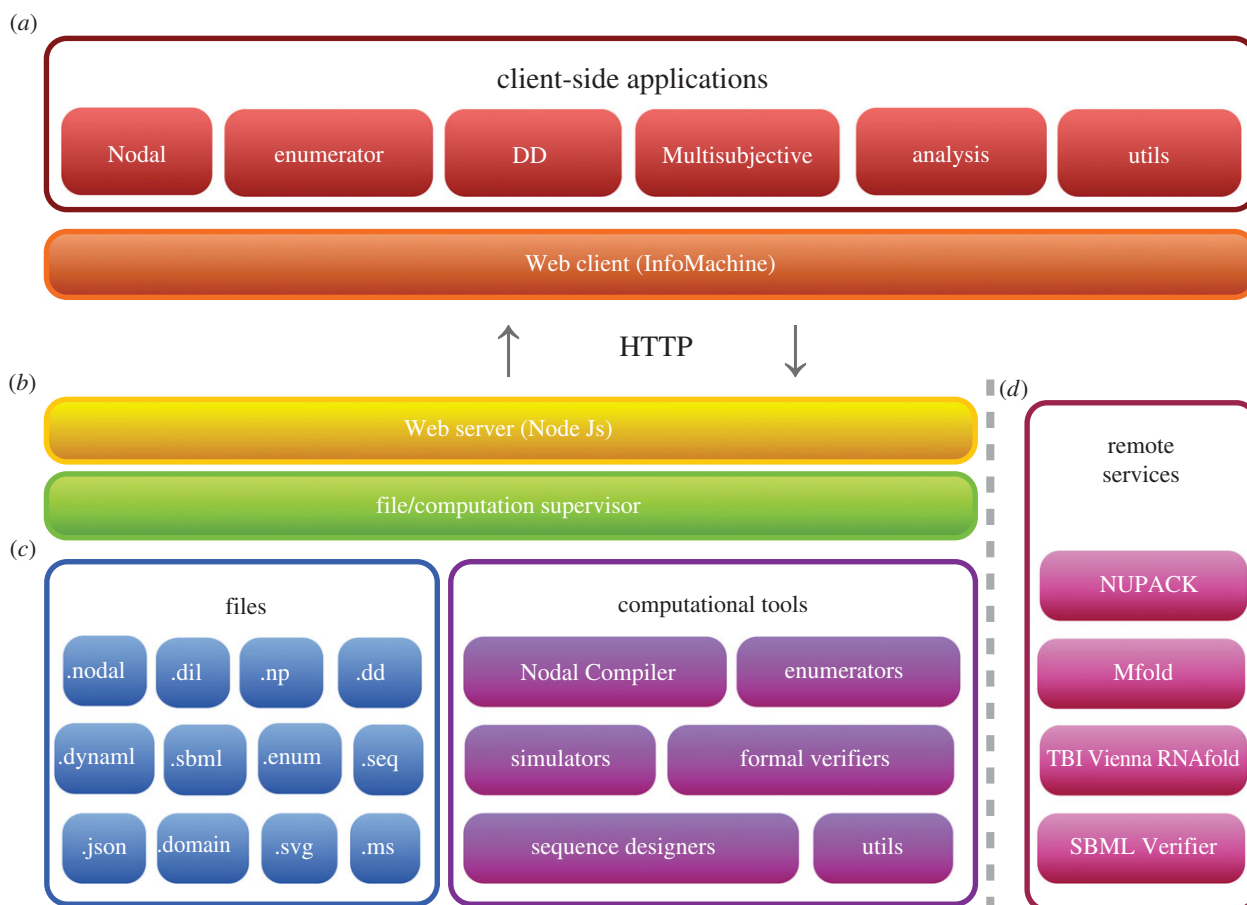 (a)
client-side applications
Nodal
enumerator
DD
Multisubjective
analysis
utils
Web client (InfoMachine)
HTTP
(b)
Web server (Node Js)
file/computation supervisor
(c)
files
.nodal
.dil
.np
.dd
.dynaml
.sbml
.enum
.seq
.json
.domain
.svg
.ms
computational tools
Nodal Compiler
enumerators
simulators
formal verifiers
sequence designers
utils
(d)
remote
services
NUPACK
Mfold
TBI Vienna RNAfold
SBML Verifier